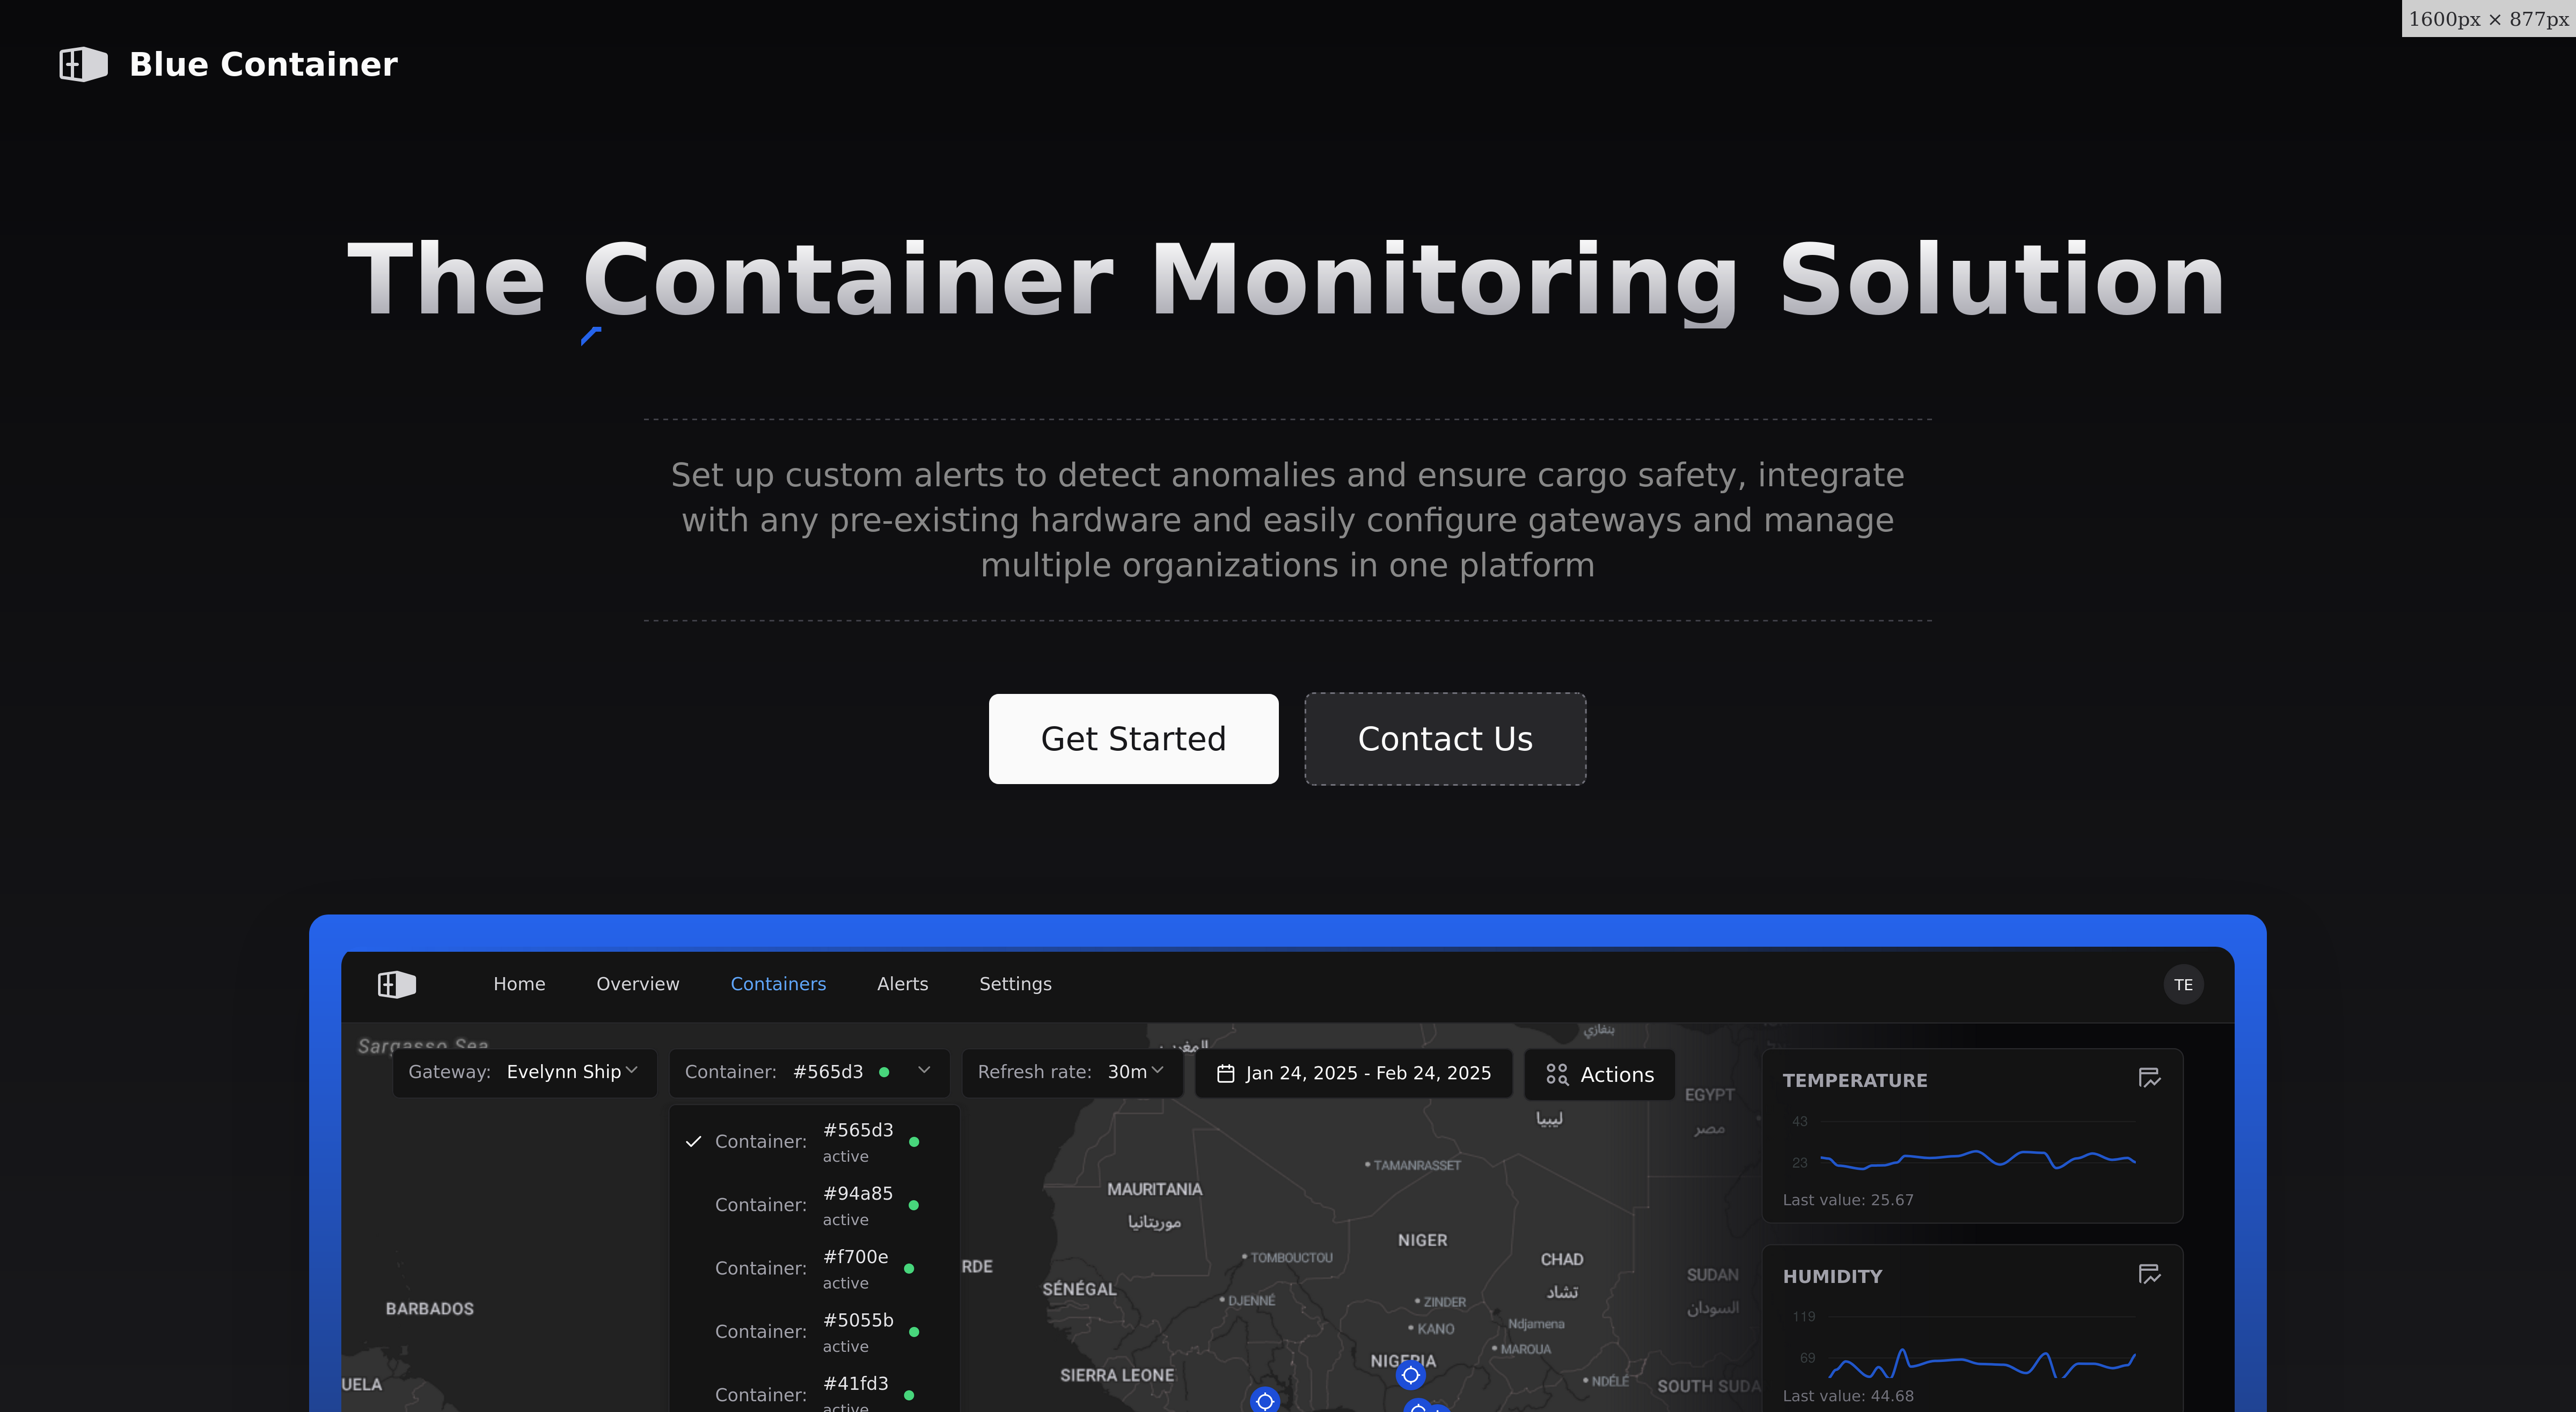 1600px × 877px
Blue Container
The Container Monitoring Solution
Set up custom alerts to detect anomalies and ensure cargo safety, integrate
with any pre-existing hardware and easily configure gateways and manage
multiple organizations in one platform
Get Started
Contact Us
Home
Overview
Containers
Alerts
Settings
TE
Sargasso Sea
المغرب
بنغازي
Gateway: Evelynn Ship
Container: #565d3
Refresh rate: 30m
Jan 24, 2025 - Feb 24, 2025
Actions
Container: #565d3
active
Container: #94a85
active
Container: #f700e
active
Container: #5055b
active
Container: #41fd3
active
EGYPT
مصر
ليبيا
TAMANRASSET
MAURITANIA
موريتانيا
NIGER
TOMBOUCTOU
CHAD
تشاد
RDE
SÉNÉGAL
DJENNÉ
ZINDER
SUDAN
السودان
BARBADOS
KANO
Ndjamena
MAROUA
NIGERIA
SIERRA LEONE
UELA
NDÉLÉ
SOUTH SUDA
TEMPERATURE
43
23
Last value: 25.67
HUMIDITY
119
69
Last value: 44.68